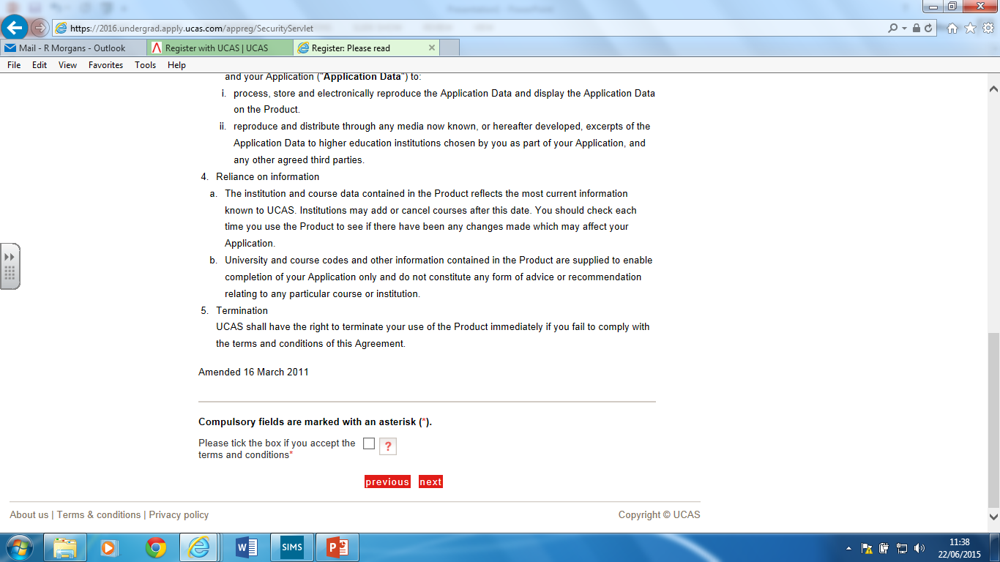 https://2016.undergrad.apply.ucas.com/appreg/SecurityServlet
Mail - R Morgans - Outlook
Register with UCAS | UCAS
Register: Please read
File Edit View Favorites Tools Help
and your Application ("Application Data") to:
i. process, store and electronically reproduce the Application Data and display the Application Data
on the Product.
ii. reproduce and distribute through any media now known, or hereafter developed, excerpts of the
Application Data to higher education institutions chosen by you as part of your Application, and
any other agreed third parties.
4. Reliance on information
a. The institution and course data contained in the Product reflects the most current information
known to UCAS. Institutions may add or cancel courses after this date. You should check each
time you use the Product to see if there have been any changes made which may affect your
Application.
b. University and course codes and other information contained in the Product are supplied to enable
completion of your Application only and do not constitute any form of advice or recommendation
relating to any particular course or institution.
5. Termination
UCAS shall have the right to terminate your use of the Product immediately if you fail to comply with
the terms and conditions of this Agreement.
Amended 16 March 2011
Compulsory fields are marked with an asterisk (*).
Please tick the box if you accept the
terms and conditions*
?
previous next
About us | Terms & conditions | Privacy policy
Copyright © UCAS
SIMS
11:38
22/06/2015